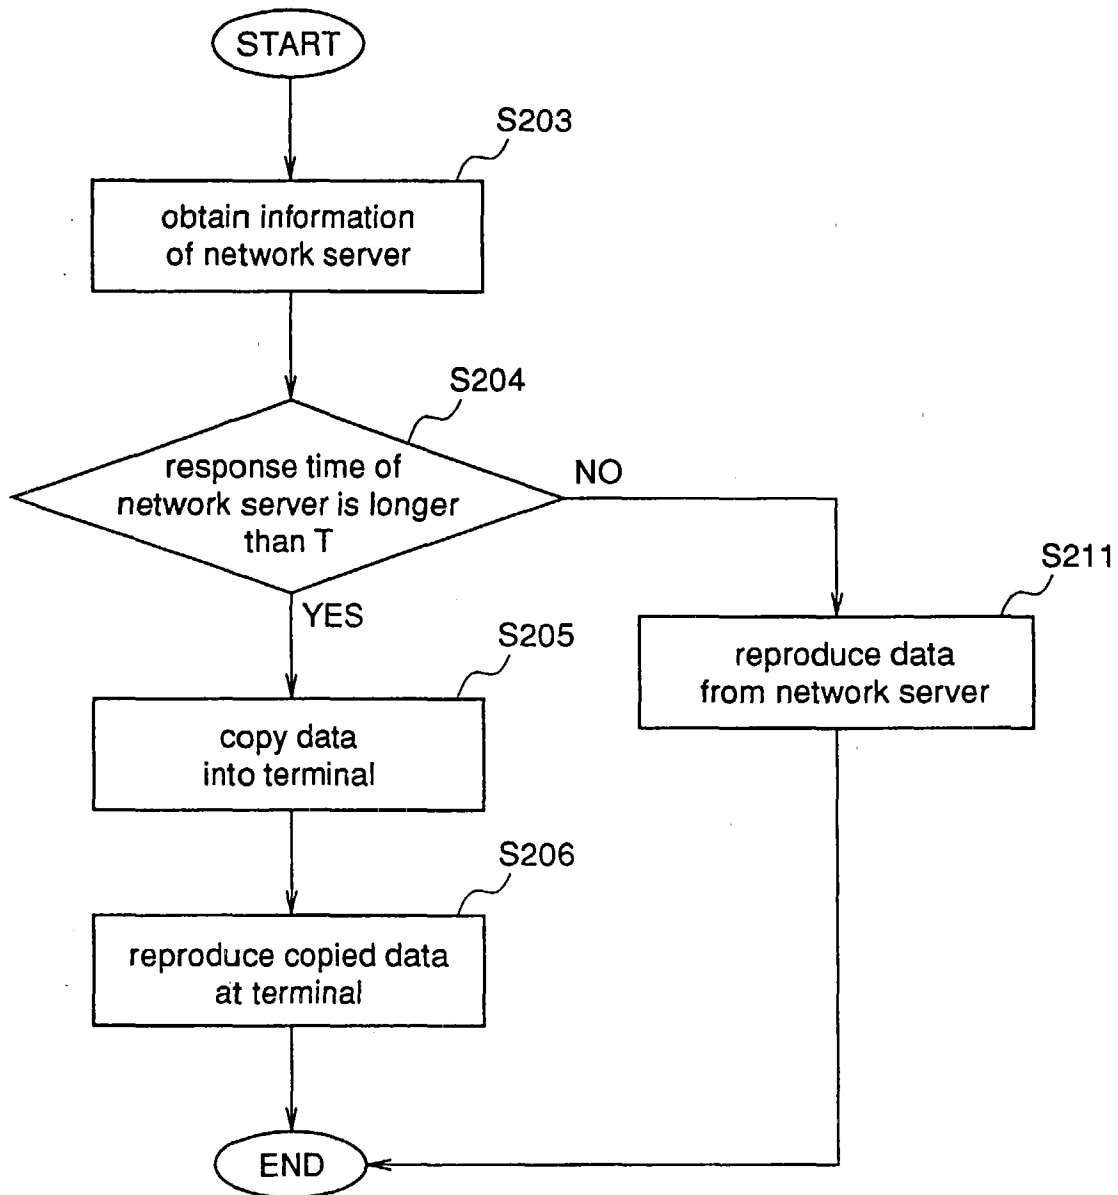 START
S203
obtain information
of network server
S204
response time of
network server is longer
than T
NO
YES
S211
reproduce data
from network server
S205
copy data
into terminal
S206
reproduce copied data
at terminal
END